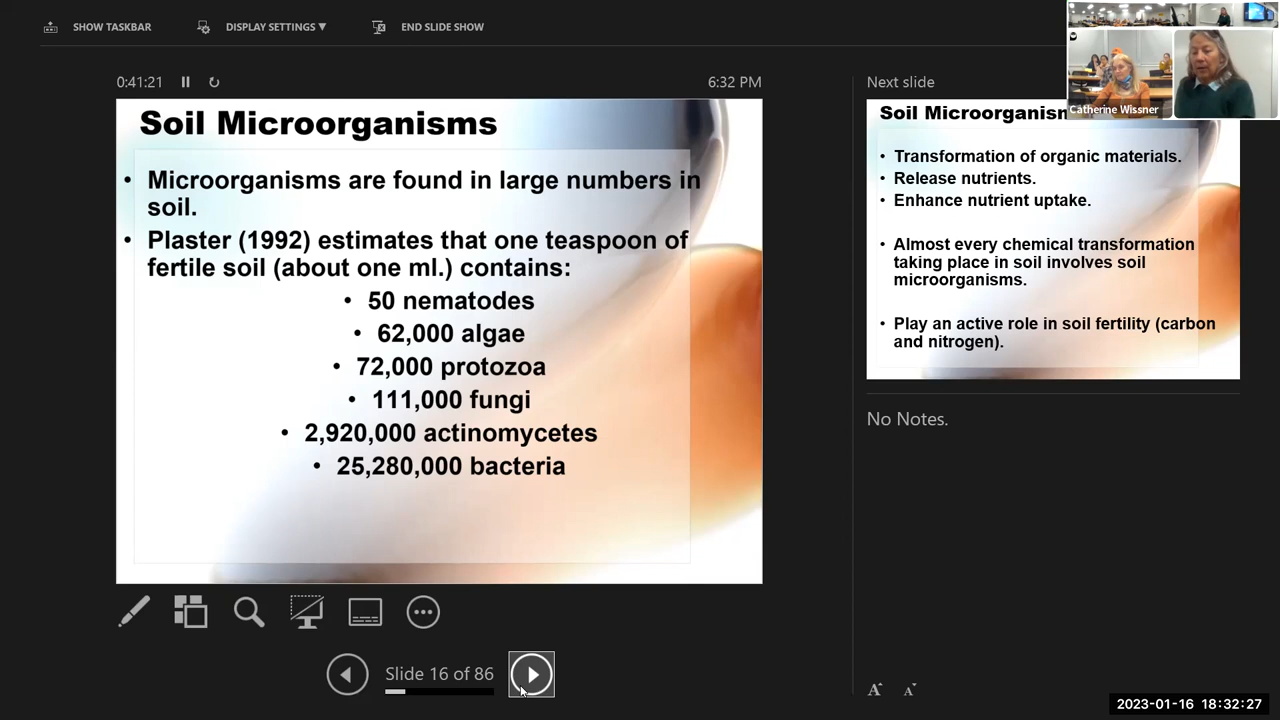 SHOW TASKBAR
DISPLAY SETTINGS ▼
END SLIDE SHOW
0:41:21
6:32 PM
Soil Microorganisms
• Microorganisms are found in large numbers in
soil.
• Plaster (1992) estimates that one teaspoon of
fertile soil (about one ml.) contains:
• 50 nematodes
• 62,000 algae
• 72,000 protozoa
• 111,000 fungi
• 2,920,000 actinomycetes
• 25,280,000 bacteria
Slide 16 of 86
Next slide
Catherine Wissner
Soil Microorganism
• Transformation of organic materials.
• Release nutrients.
• Enhance nutrient uptake.
• Almost every chemical transformation
taking place in soil involves soil
microorganisms.
• Play an active role in soil fertility (carbon
and nitrogen).
No Notes.
A A
2023-01-16 18:32:27